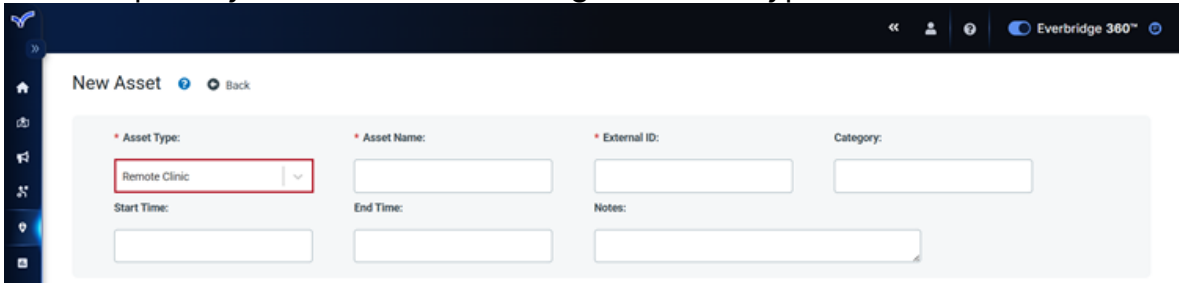 Everbridge 360™
New Asset Back
* Asset Type: * Asset Name: * External ID: Category:
Remote Clinic
Start Time: End Time: Notes: